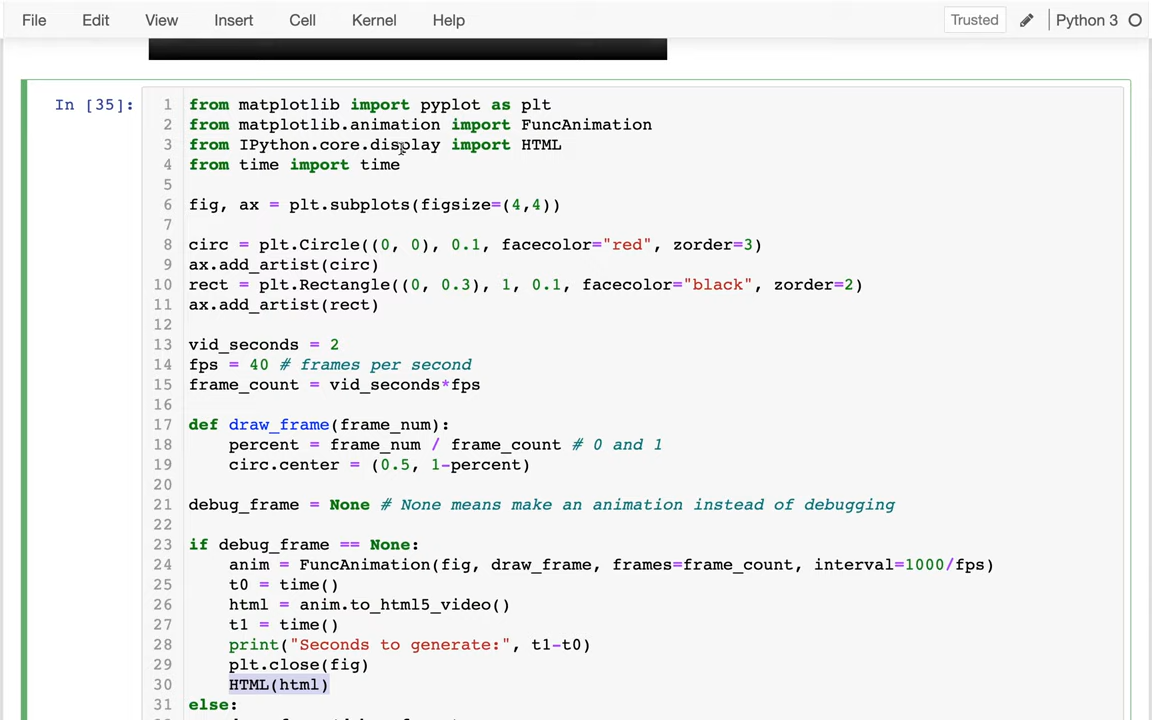 File Edit View Insert Cell Kernel Help Trusted Python 3
In [35]:
1 from matplotlib import pyplot as plt
2 from matplotlib.animation import FuncAnimation
3 from IPython.core.display import HTML
4 from time import time
5
6 fig, ax = plt.subplots(figsize=(4,4))
7
8 circ = plt.Circle((0, 0), 0.1, facecolor="red", zorder=3)
9 ax.add_artist(circ)
10 rect = plt.Rectangle((0, 0.3), 1, 0.1, facecolor="black", zorder=2)
11 ax.add_artist(rect)
12
13 vid_seconds = 2
14 fps = 40 # frames per second
15 frame_count = vid_seconds*fps
16
17 def draw_frame(frame_num):
18     percent = frame_num / frame_count # 0 and 1
19     circ.center = (0.5, 1-percent)
20
21 debug_frame = None # None means make an animation instead of debugging
22
23 if debug_frame == None:
24     anim = FuncAnimation(fig, draw_frame, frames=frame_count, interval=1000/fps)
25     t0 = time()
26     html = anim.to_html5_video()
27     t1 = time()
28     print("Seconds to generate:", t1-t0)
29     plt.close(fig)
30     HTML(html)
31 else: